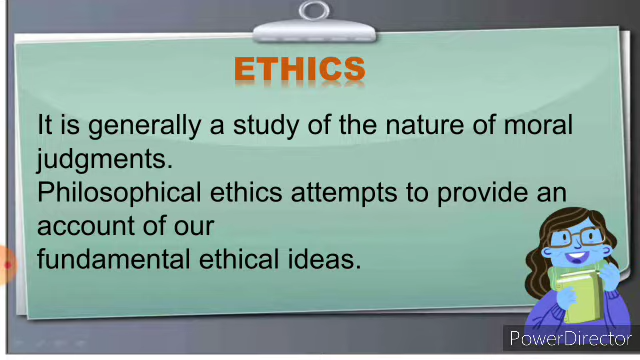 ETHICS
It is generally a study of the nature of moral
judgments.
Philosophical ethics attempts to provide an
account of our
fundamental ethical ideas.
PowerDirector